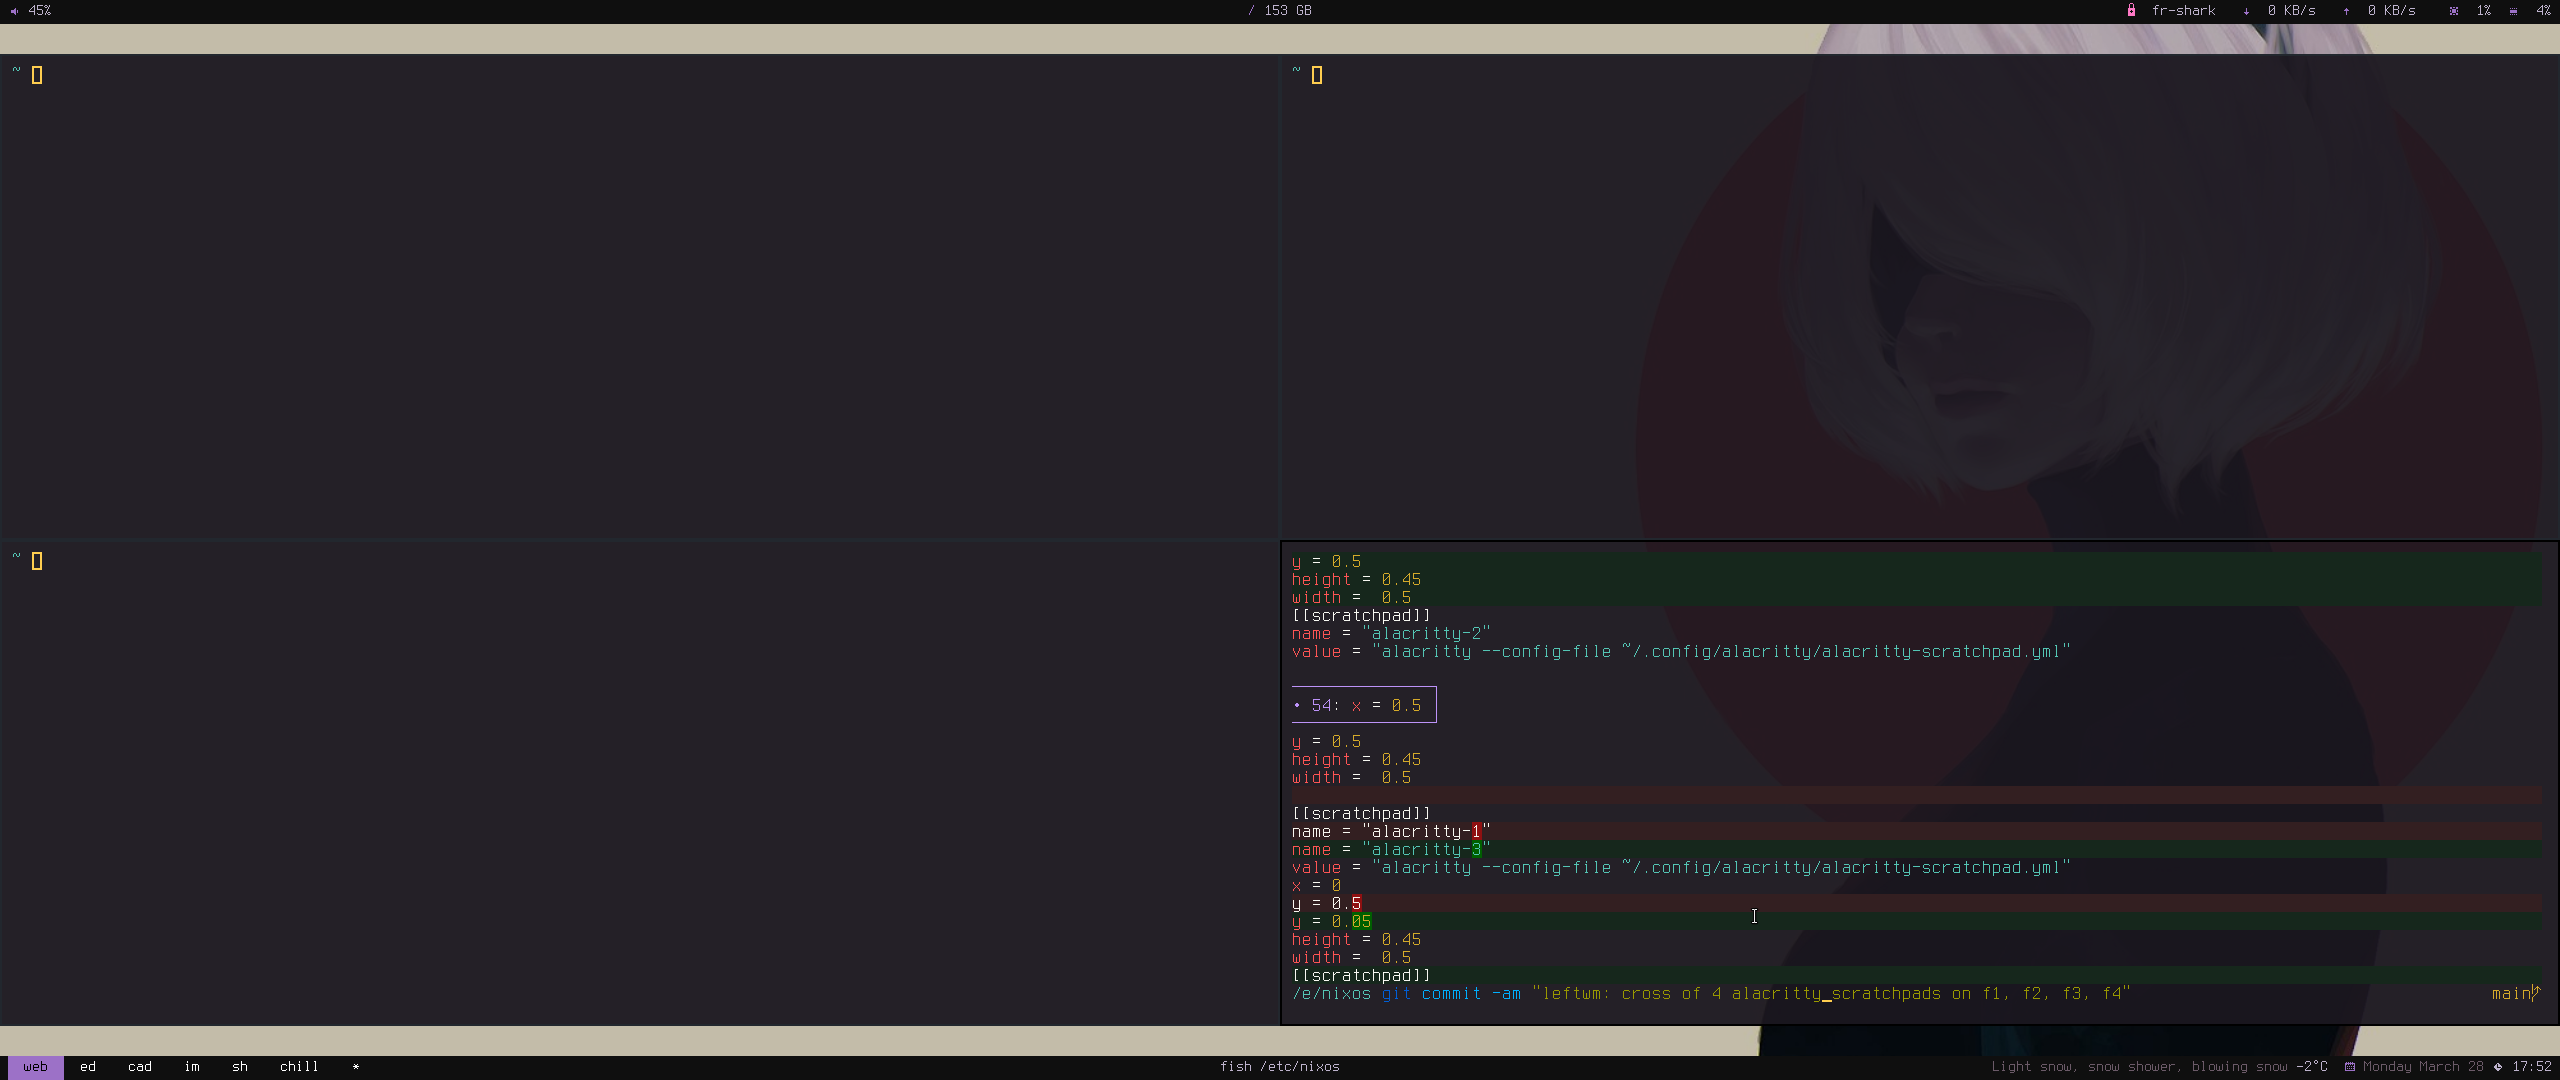 45%
/ 153 GB
fr-shark ↓ 0 KB/s ↑ 0 KB/s 1% 4%
~
~
~
y = 0.5
height = 0.45
width =  0.5
[[scratchpad]]
name = "alacritty-2"
value = "alacritty --config-file ~/.config/alacritty/alacritty-scratchpad.yml"
• 54: x = 0.5
y = 0.5
height = 0.45
width =  0.5
[[scratchpad]]
name = "alacritty-1"
name = "alacritty-3"
value = "alacritty --config-file ~/.config/alacritty/alacritty-scratchpad.yml"
x = 0
y = 0.5
y = 0.05
height = 0.45
width =  0.5
[[scratchpad]]
/e/nixos git commit -am "leftwm: cross of 4 alacritty_scratchpads on f1, f2, f3, f4" main
web ed cad im sh chill *
fish /etc/nixos
Light snow, snow shower, blowing snow -2°C Monday March 28 17:52